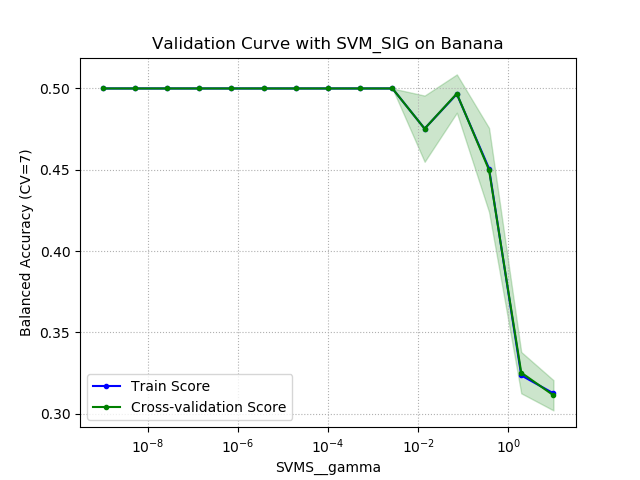 Validation Curve with SVM_SIG on Banana
Balanced Accuracy (CV=7)
0.50
0.45
0.40
0.35
0.30
Train Score
Cross-validation Score
10⁻⁸
10⁻⁶
10⁻⁴
10⁻²
10⁰
SVMS__gamma